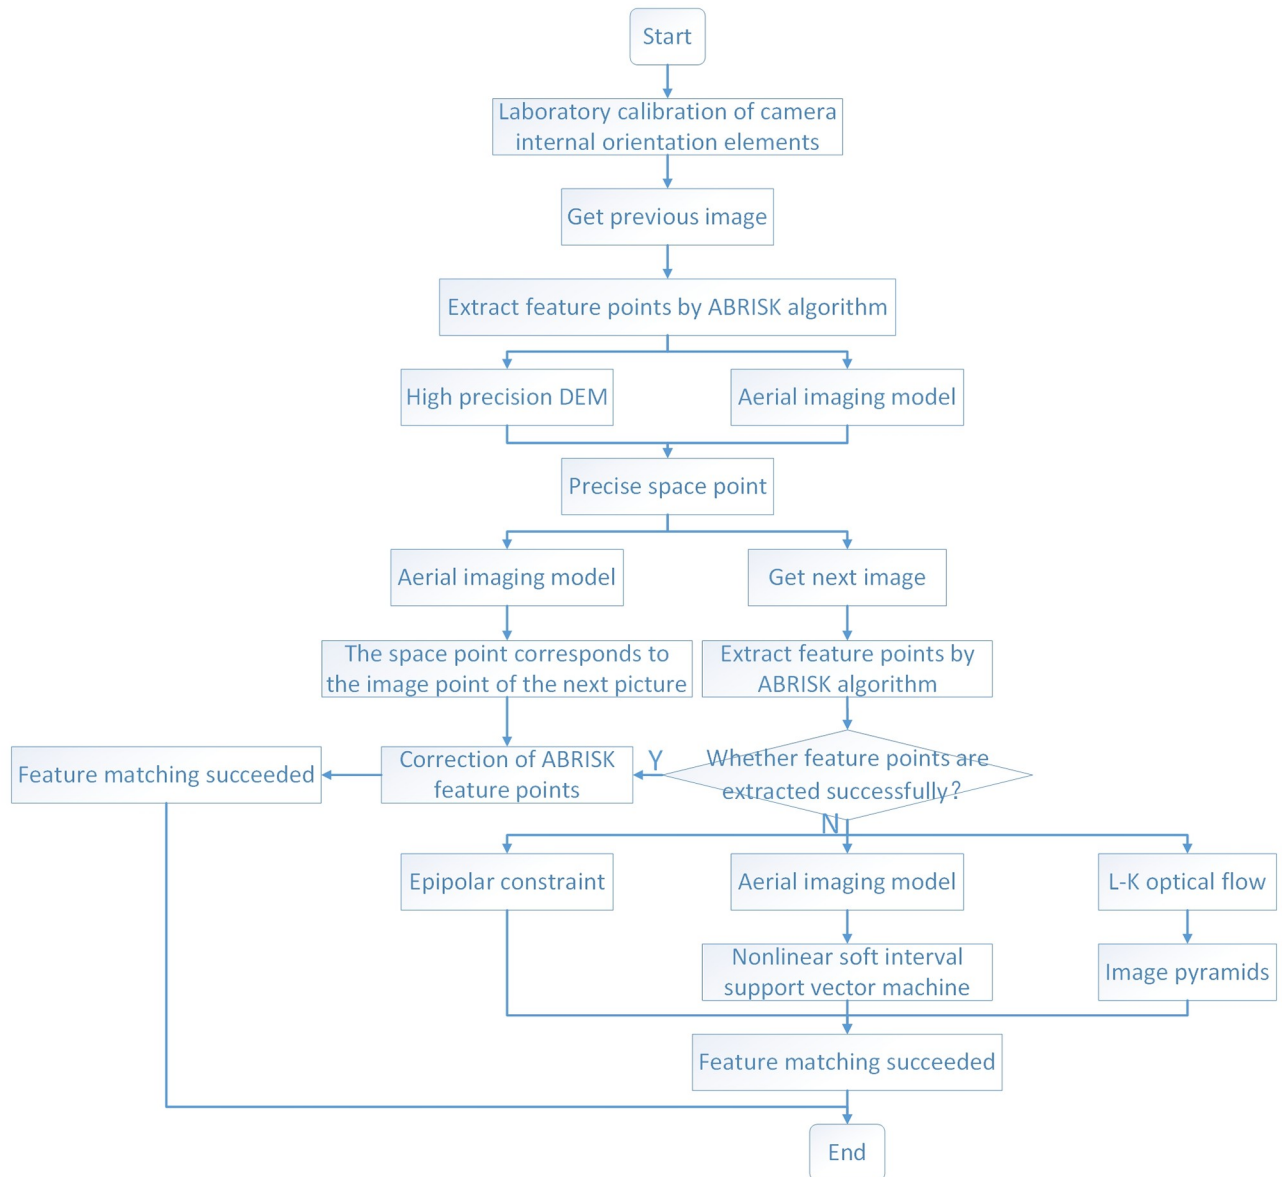 Start
Laboratory calibration of camera
internal orientation elements
Get previous image
Extract feature points by ABRISK algorithm
High precision DEM
Aerial imaging model
Precise space point
Aerial imaging model
Get next image
The space point corresponds to
the image point of the next picture
Extract feature points by
ABRISK algorithm
Feature matching succeeded
Correction of ABRISK
feature points
Y
Whether feature points are
extracted successfully?
N
Epipolar constraint
Aerial imaging model
L-K optical flow
Nonlinear soft interval
support vector machine
Image pyramids
Feature matching succeeded
End